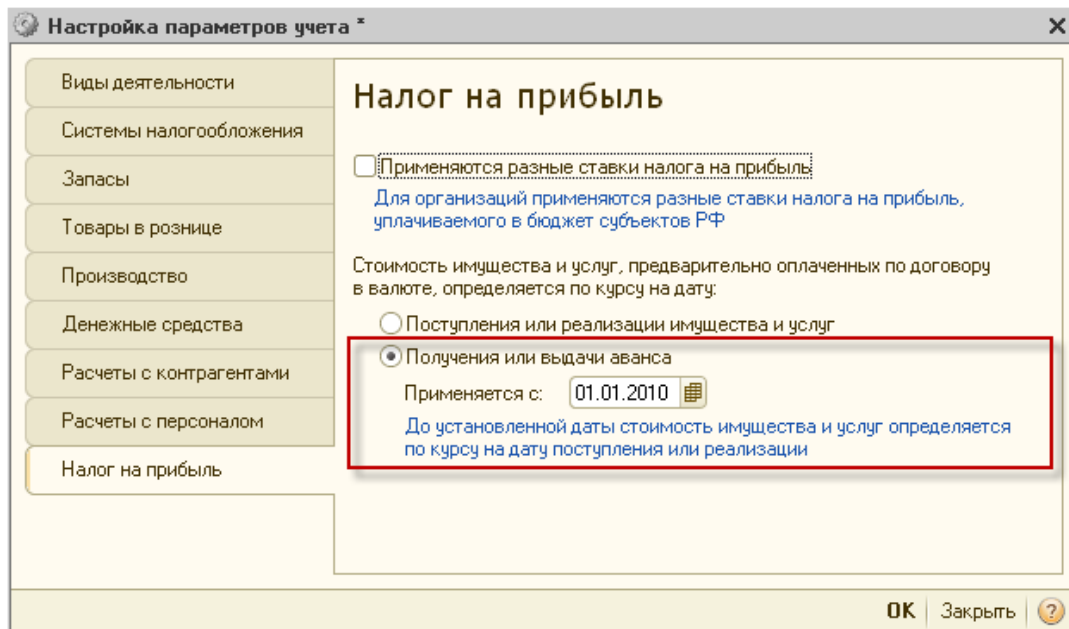 Настройка параметров учета *
Виды деятельности
Системы налогообложения
Запасы
Товары в рознице
Производство
Денежные средства
Расчеты с контрагентами
Расчеты с персоналом
Налог на прибыль
Налог на прибыль
Применяются разные ставки налога на прибыль
Для организаций применяются разные ставки налога на прибыль,
уплачиваемого в бюджет субъектов РФ
Стоимость имущества и услуг, предварительно оплаченных по договору
в валюте, определяется по курсу на дату:
Поступления или реализации имущества и услуг
Получения или выдачи аванса
Применяется с: 01.01.2010
До установленной даты стоимость имущества и услуг определяется
по курсу на дату поступления или реализации
OK Закрыть ?